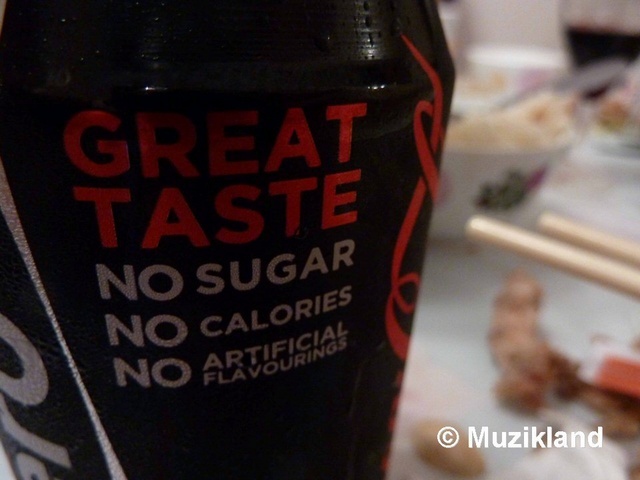 GREAT
TASTE
NO SUGAR
NO CALORIES
NO ARTIFICIAL
FLAVOURINGS
© Muzikland